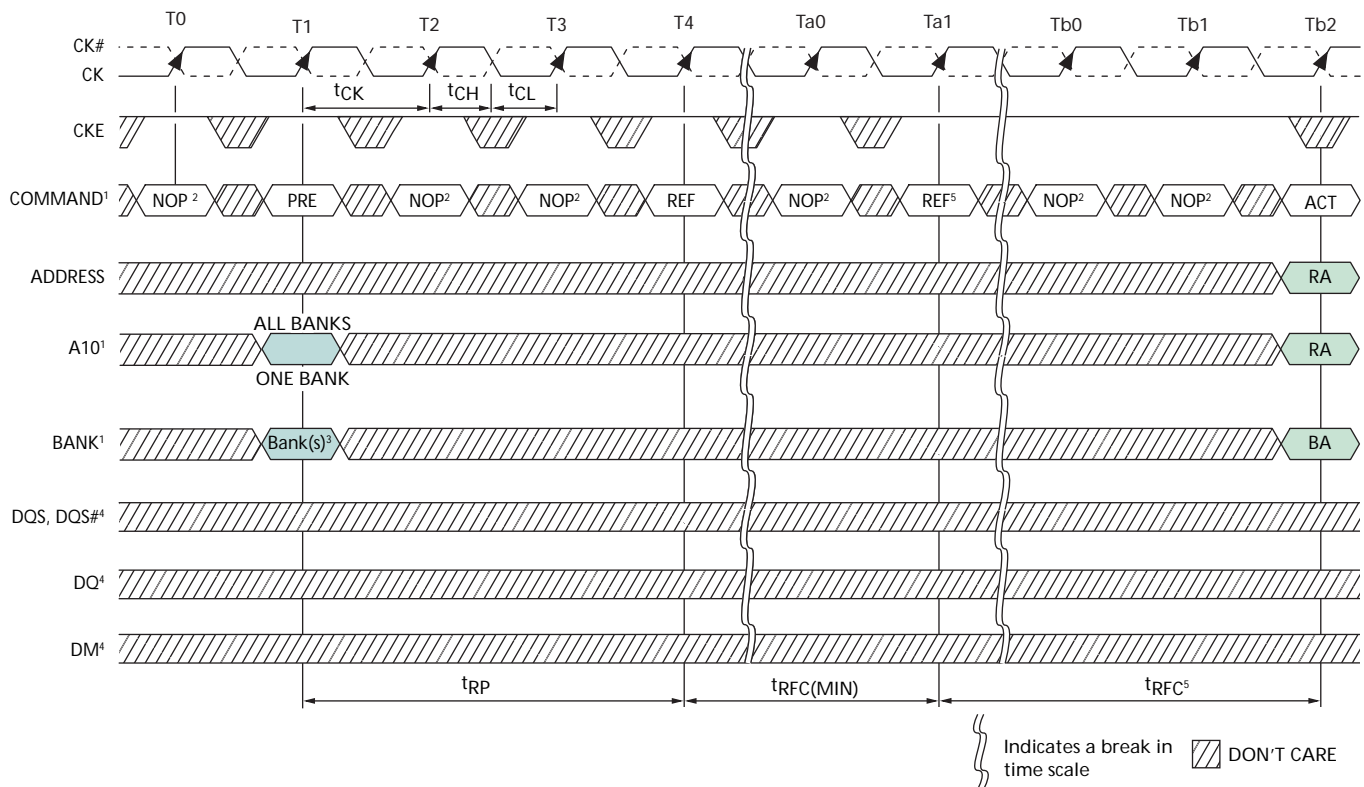 T0 T1 T2 T3 T4 Ta0 Ta1 Tb0 Tb1 Tb2
CK#
CK
tCK tCH tCL
CKE
COMMAND¹ NOP ² PRE NOP² NOP² REF NOP² REF⁵ NOP² NOP² ACT
ADDRESS RA
ALL BANKS
A10¹ RA
ONE BANK
BANK¹ Bank(s)³ BA
DQS, DQS#⁴
DQ⁴
DM⁴
tRP tRFC(MIN) tRFC⁵
Indicates a break in
time scale
DON'T CARE